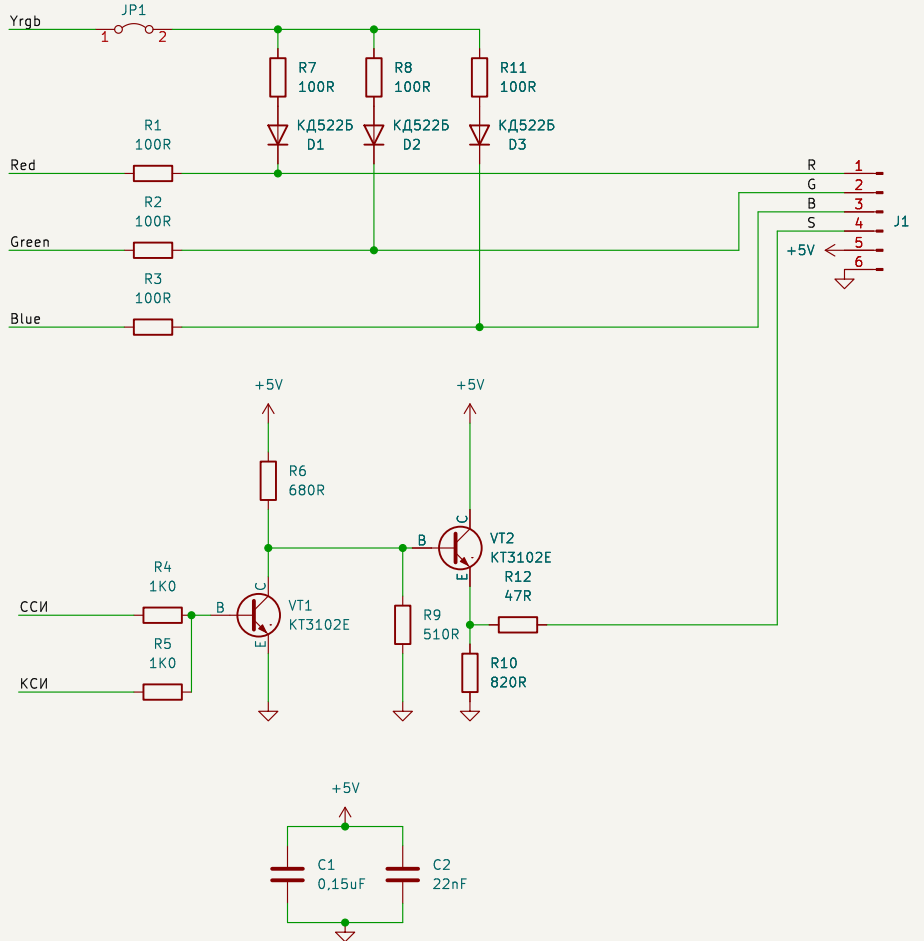 Yrgb
JP1
1 2
R7
100R
R8
100R
R11
100R
КД522Б
D1
КД522Б
D2
КД522Б
D3
R1
100R
Red
R2
100R
Green
R3
100R
Blue
R 1
G 2
B 3
S 4
+5V 5
6
J1
+5V
+5V
R6
680R
B
C
E
VT2
KT3102E
R12
47R
R4
1K0
ССИ
B
C
E
VT1
KT3102E
R9
510R
R5
1K0
КСИ
R10
820R
+5V
C1
0,15uF
C2
22nF